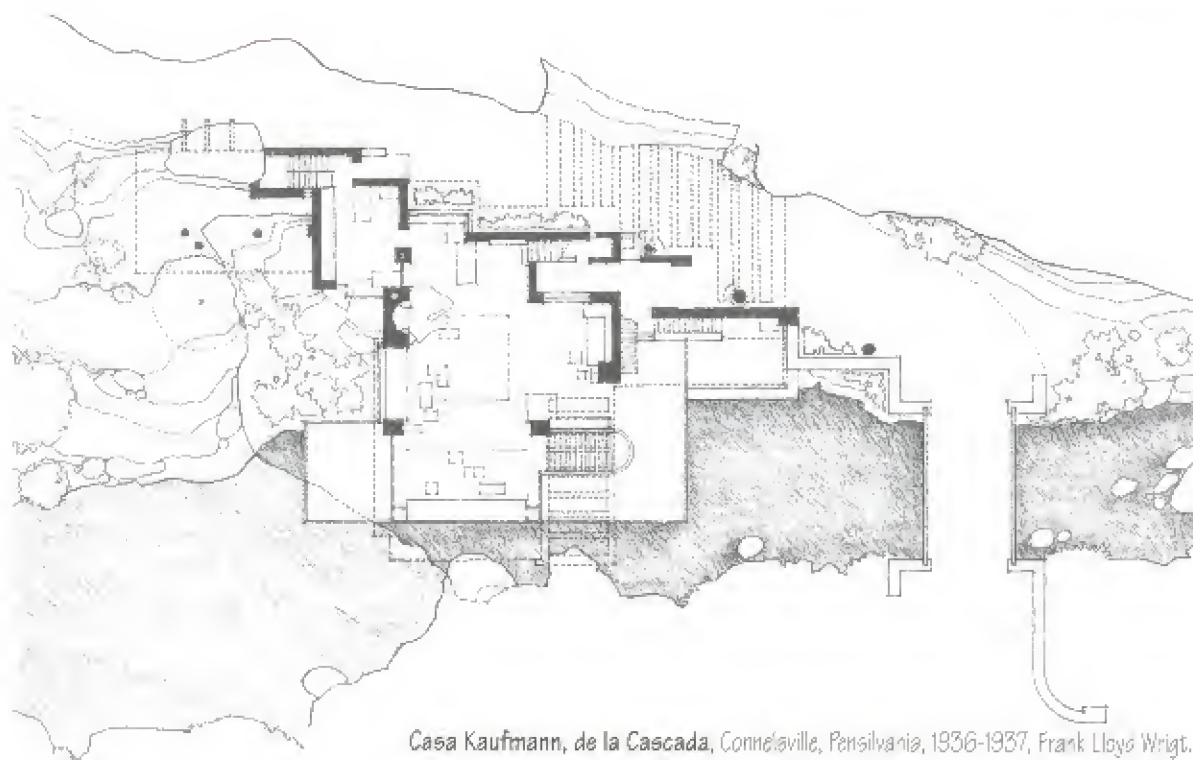 Casa Kaufmann, de la Cascada, Connelsville, Pensilvania, 1936-1937, Frank Lloyd Wrigt.